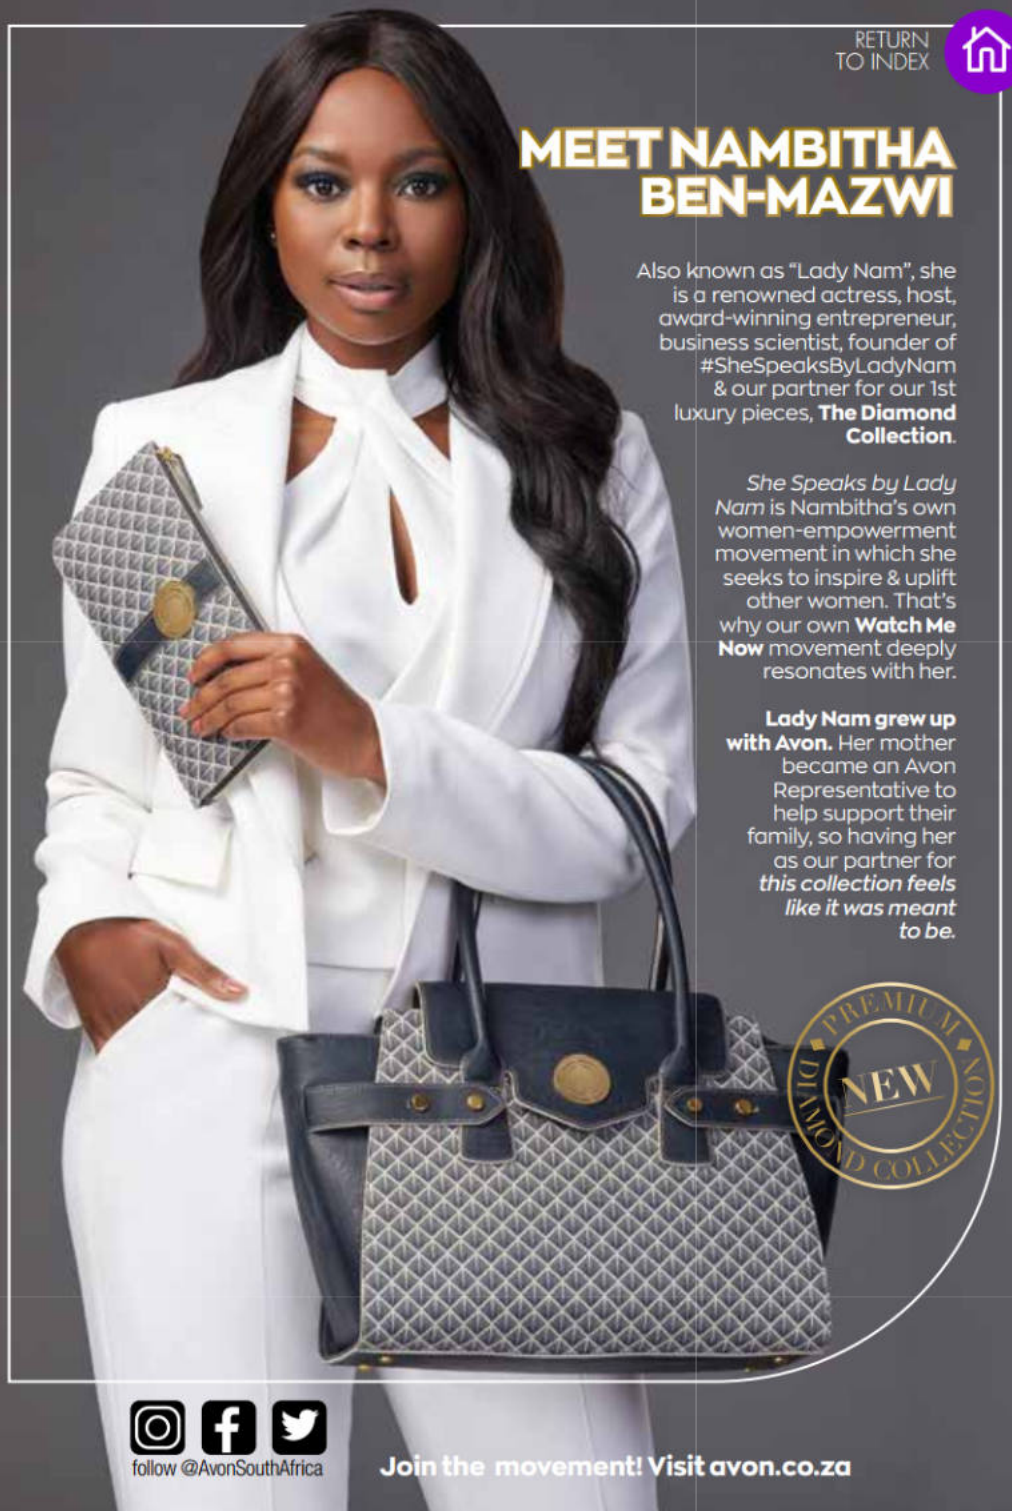 RETURN
TO INDEX
MEET NAMBITHA
BEN-MAZWI
Also known as “Lady Nam”, she
is a renowned actress, host,
award-winning entrepreneur,
business scientist, founder of
#SheSpeaksByLadyNam
& our partner for our 1st
luxury pieces, The Diamond
Collection.
She Speaks by Lady
Nam is Nambitha’s own
women-empowerment
movement in which she
seeks to inspire & uplift
other women. That’s
why our own Watch Me
Now movement deeply
resonates with her.
Lady Nam grew up
with Avon. Her mother
became an Avon
Representative to
help support their
family, so having her
as our partner for
this collection feels
like it was meant
to be.
PREMIUM
NEW
DIAMOND COLLECTION
follow @AvonSouthAfrica
Join the movement! Visit avon.co.za